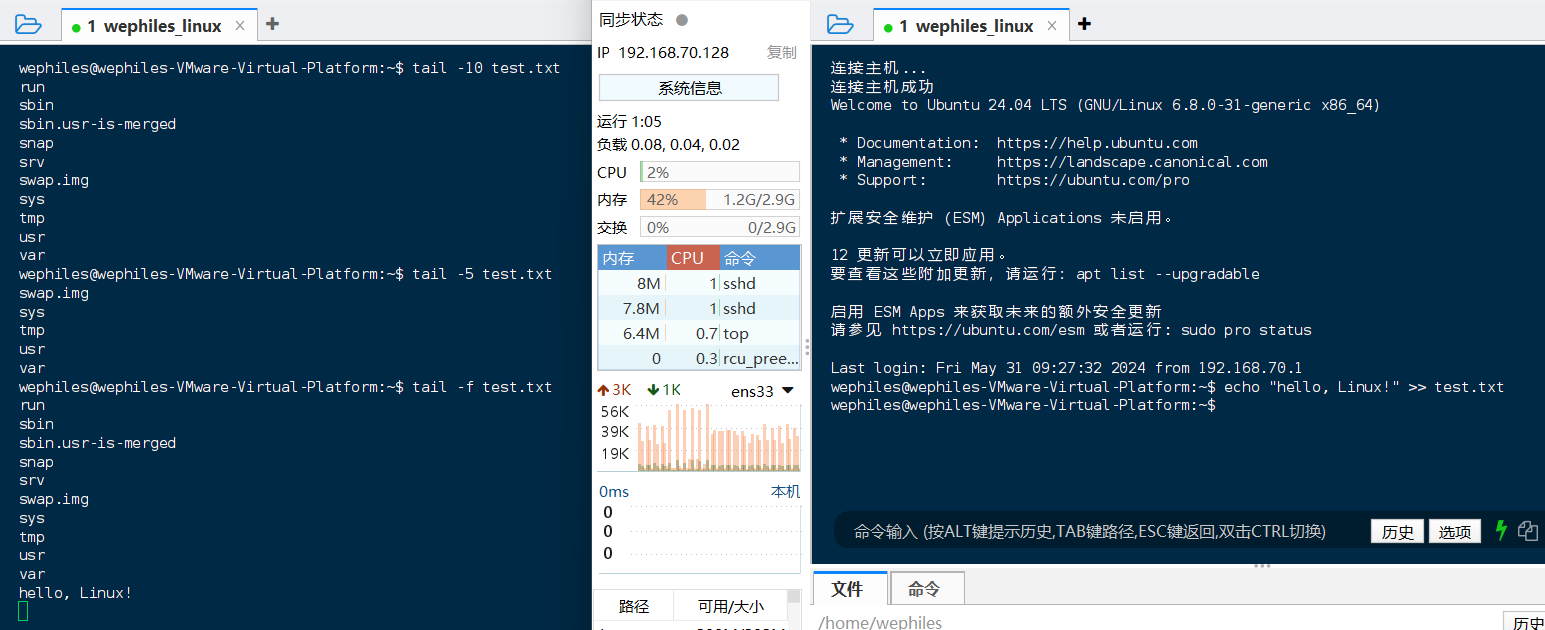 1 wephiles_linux × +
wephiles@wephiles-VMware-Virtual-Platform:~$ tail -10 test.txt
run
sbin
sbin.usr-is-merged
snap
srv
swap.img
sys
tmp
usr
var
wephiles@wephiles-VMware-Virtual-Platform:~$ tail -5 test.txt
swap.img
sys
tmp
usr
var
wephiles@wephiles-VMware-Virtual-Platform:~$ tail -f test.txt
run
sbin
sbin.usr-is-merged
snap
srv
swap.img
sys
tmp
usr
var
hello, Linux!
同步状态
IP 192.168.70.128 复制
系统信息
运行 1:05
负载 0.08, 0.04, 0.02
CPU 2%
内存 42% 1.2G/2.9G
交换 0% 0/2.9G
内存 CPU 命令
8M 1 sshd
7.8M 1 sshd
6.4M 0.7 top
0 0.3 rcu_pree...
3K 1K ens33
56K
39K
19K
0ms 本机
0
0
0
路径 可用/大小
1 wephiles_linux × +
连接主机...
连接主机成功
Welcome to Ubuntu 24.04 LTS (GNU/Linux 6.8.0-31-generic x86_64)
* Documentation: https://help.ubuntu.com
* Management: https://landscape.canonical.com
* Support: https://ubuntu.com/pro
扩展安全维护 (ESM) Applications 未启用。
12 更新可以立即应用。
要查看这些附加更新，请运行：apt list --upgradable
启用 ESM Apps 来获取未来的额外安全更新
请参见 https://ubuntu.com/esm 或者运行：sudo pro status
Last login: Fri May 31 09:27:32 2024 from 192.168.70.1
wephiles@wephiles-VMware-Virtual-Platform:~$ echo "hello, Linux!" >> test.txt
wephiles@wephiles-VMware-Virtual-Platform:~$
命令输入 (按ALT键提示历史,TAB键路径,ESC键返回,双击CTRL切换) 历史 选项
文件 命令
/home/wephiles 历史